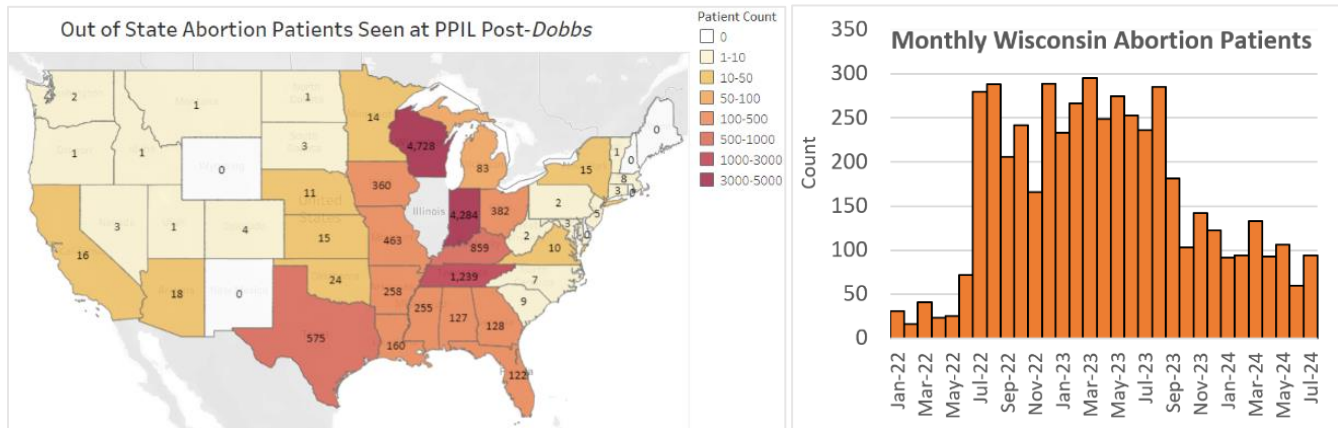 Out of State Abortion Patients Seen at PPIL Post-Dobbs
Patient Count
0
1-10
10-50
50-100
100-500
500-1000
1000-3000
3000-5000
2
1
1
14
4,728
83
0
1
0
15
1
1
0
3
8
3
360
11
Illinois
4,284
382
2
5
3
1
4
United States
15
463
859
2
3
0
10
16
18
0
24
258
1,239
7
9
575
255
127
128
160
122
Monthly Wisconsin Abortion Patients
Count
350
300
250
200
150
100
50
0
Jan-22
Mar-22
May-22
Jul-22
Sep-22
Nov-22
Jan-23
Mar-23
May-23
Jul-23
Sep-23
Nov-23
Jan-24
Mar-24
May-24
Jul-24